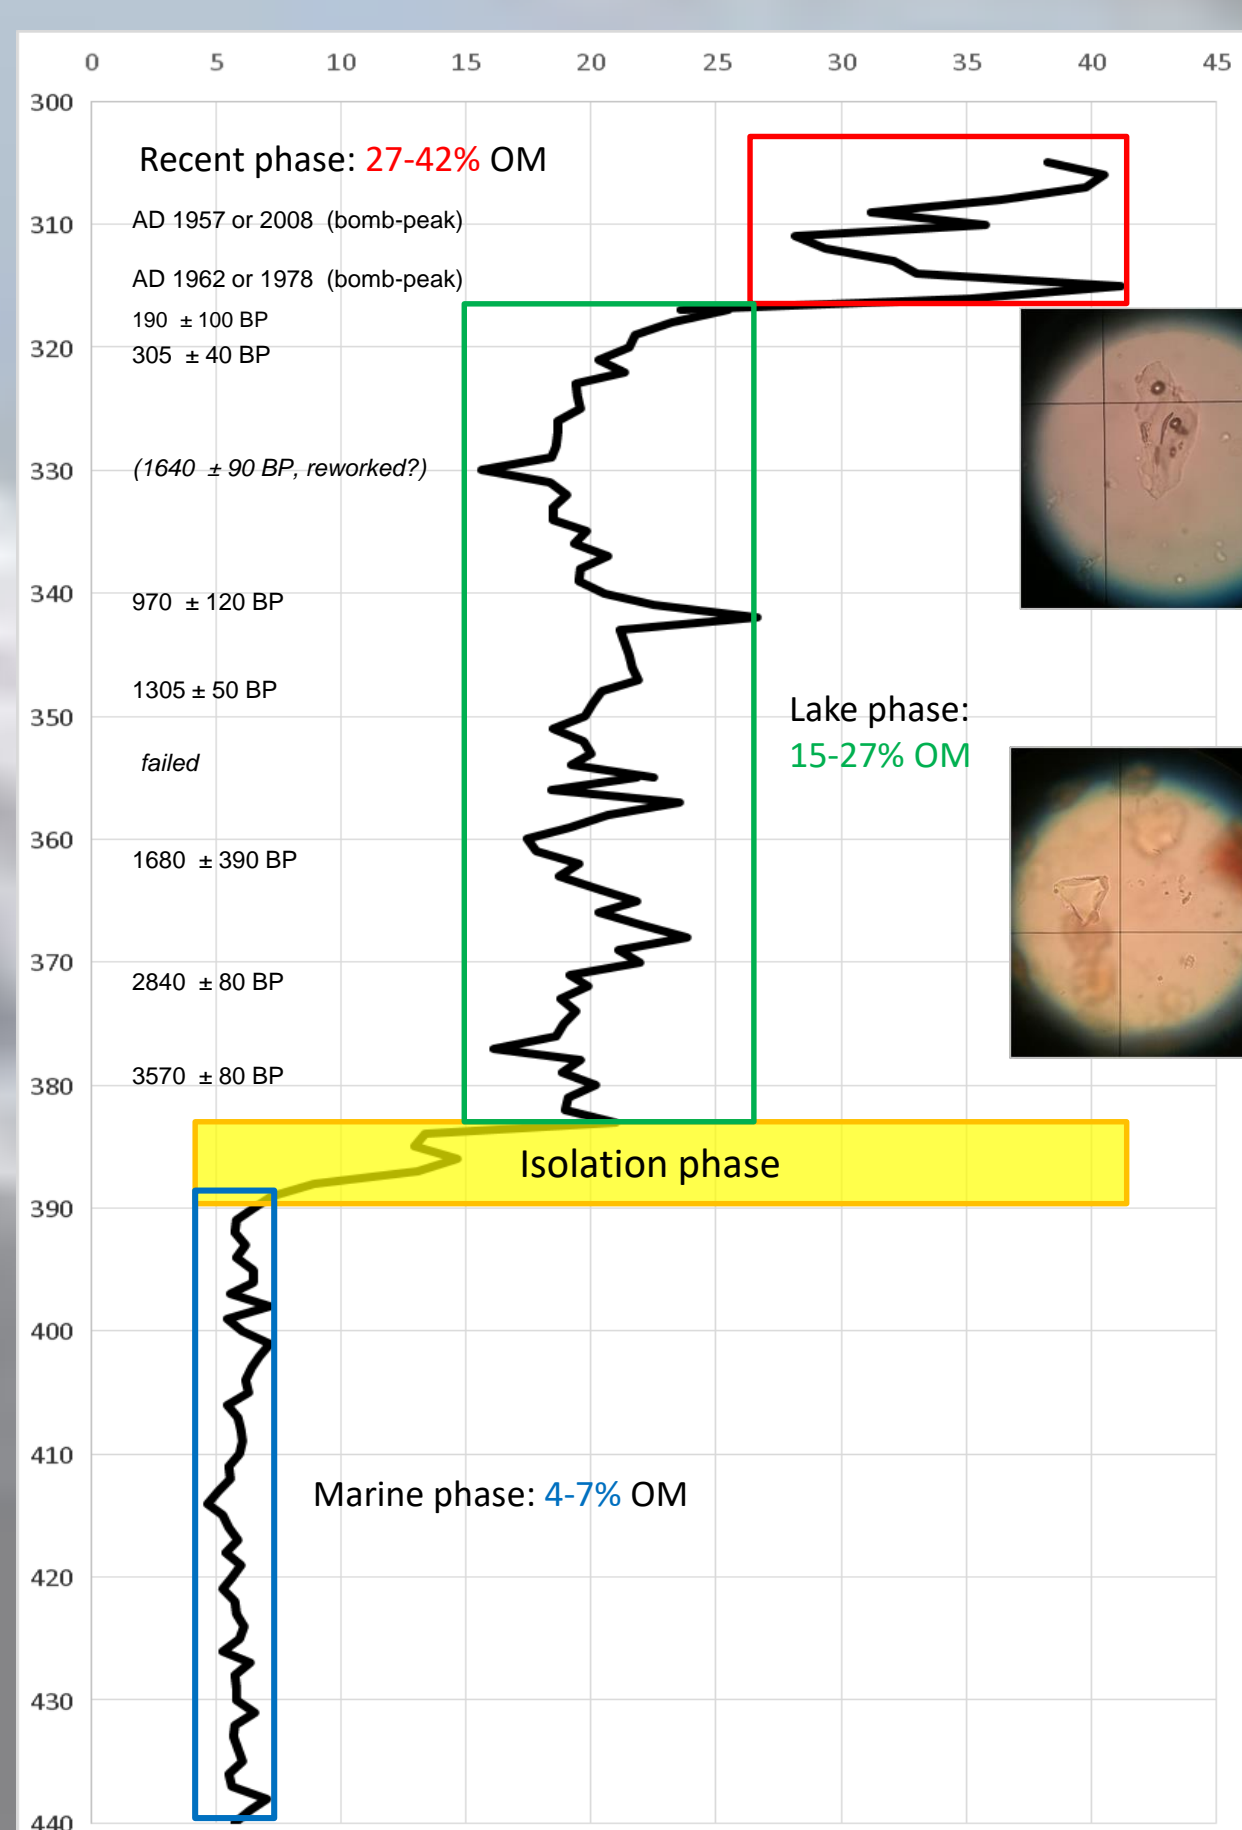 0 5 10 15 20 25 30 35 40 45
300
Recent phase: 27-42% OM
AD 1957 or 2008 (bomb-peak)
310
AD 1962 or 1978 (bomb-peak)
190 ± 100 BP
320
305 ± 40 BP
330
(1640 ± 90 BP, reworked?)
340
970 ± 120 BP
1305 ± 50 BP
Lake phase:
350
15-27% OM
failed
360
1680 ± 390 BP
370
2840 ± 80 BP
3570 ± 80 BP
380
Isolation phase
390
400
410
Marine phase: 4-7% OM
420
430
440